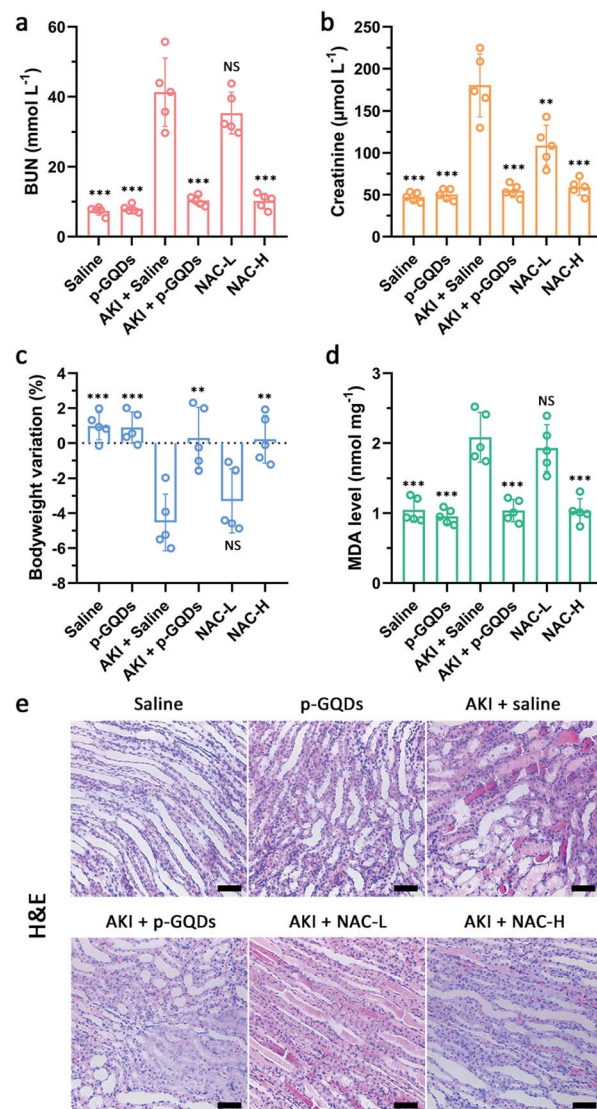 a
BUN (mmol L⁻¹)
60
40
20
0
***
***
***
NS
***
Saline
p-GQDs
AKI + Saline
AKI + p-GQDs
NAC-L
NAC-H
b
Creatinine (μmol L⁻¹)
250
200
150
100
50
0
***
***
***
**
***
Saline
p-GQDs
AKI + Saline
AKI + p-GQDs
NAC-L
NAC-H
c
Bodyweight variation (%)
4
2
0
-2
-4
-6
-8
***
***
**
NS
**
Saline
p-GQDs
AKI + Saline
AKI + p-GQDs
NAC-L
NAC-H
d
MDA level (nmol mg⁻¹)
3
2
1
0
***
***
***
NS
***
Saline
p-GQDs
AKI + Saline
AKI + p-GQDs
NAC-L
NAC-H
e
H&E
Saline
p-GQDs
AKI + saline
AKI + p-GQDs
AKI + NAC-L
AKI + NAC-H